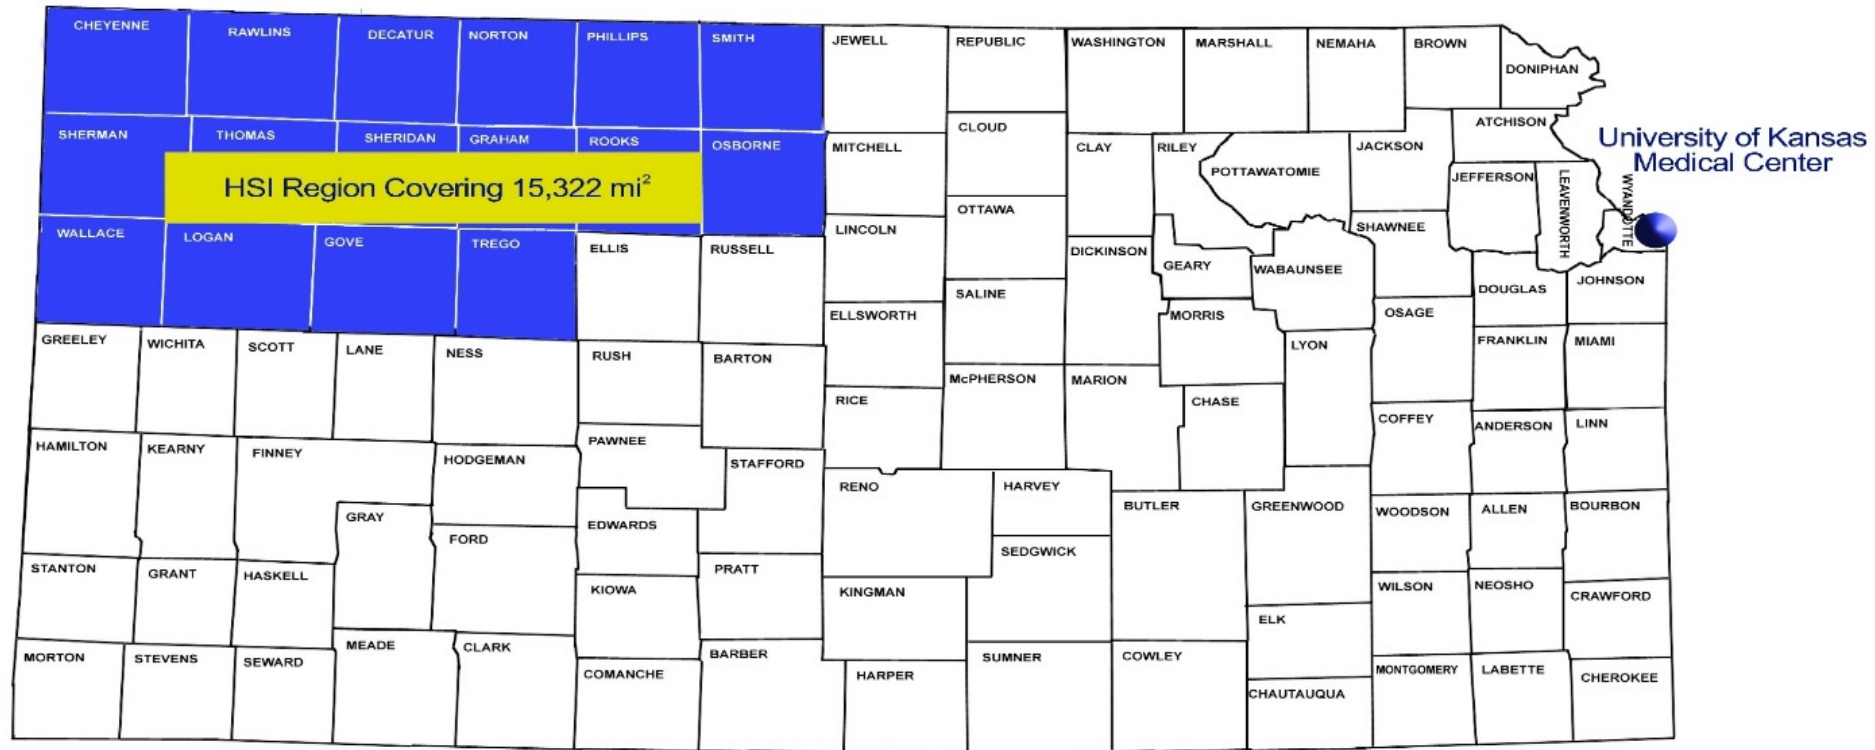 CHEYENNE
RAWLINS
DECATUR
NORTON
PHILLIPS
SMITH
JEWELL
REPUBLIC
WASHINGTON
MARSHALL
NEMAHA
BROWN
DONIPHAN
SHERMAN
THOMAS
SHERIDAN
GRAHAM
ROOKS
OSBORNE
MITCHELL
CLOUD
CLAY
RILEY
POTTAWATOMIE
JACKSON
ATCHISON
University of Kansas
Medical Center
HSI Region Covering 15,322 mi²
JEFFERSON
LEAVENWORTH
WYANDOTTE
WALLACE
LOGAN
GOVE
TREGO
ELLIS
RUSSELL
LINCOLN
OTTAWA
DICKINSON
GEARY
WABAUNSEE
SHAWNEE
DOUGLAS
JOHNSON
SALINE
ELLSWORTH
MORRIS
LYON
OSAGE
FRANKLIN
MIAMI
GREELEY
WICHITA
SCOTT
LANE
NESS
RUSH
BARTON
RICE
McPHERSON
MARION
CHASE
COFFEY
ANDERSON
LINN
HAMILTON
KEARNY
FINNEY
HODGEMAN
PAWNEE
STAFFORD
RENO
HARVEY
BUTLER
GREENWOOD
WOODSON
ALLEN
BOURBON
GRAY
FORD
EDWARDS
SEDGWICK
STANTON
GRANT
HASKELL
KIOWA
PRATT
KINGMAN
WILSON
NEOSHO
CRAWFORD
ELK
MORTON
STEVENS
SEWARD
MEADE
CLARK
COMANCHE
BARBER
HARPER
SUMNER
COWLEY
CHAUTAUQUA
MONTGOMERY
LABETTE
CHEROKEE